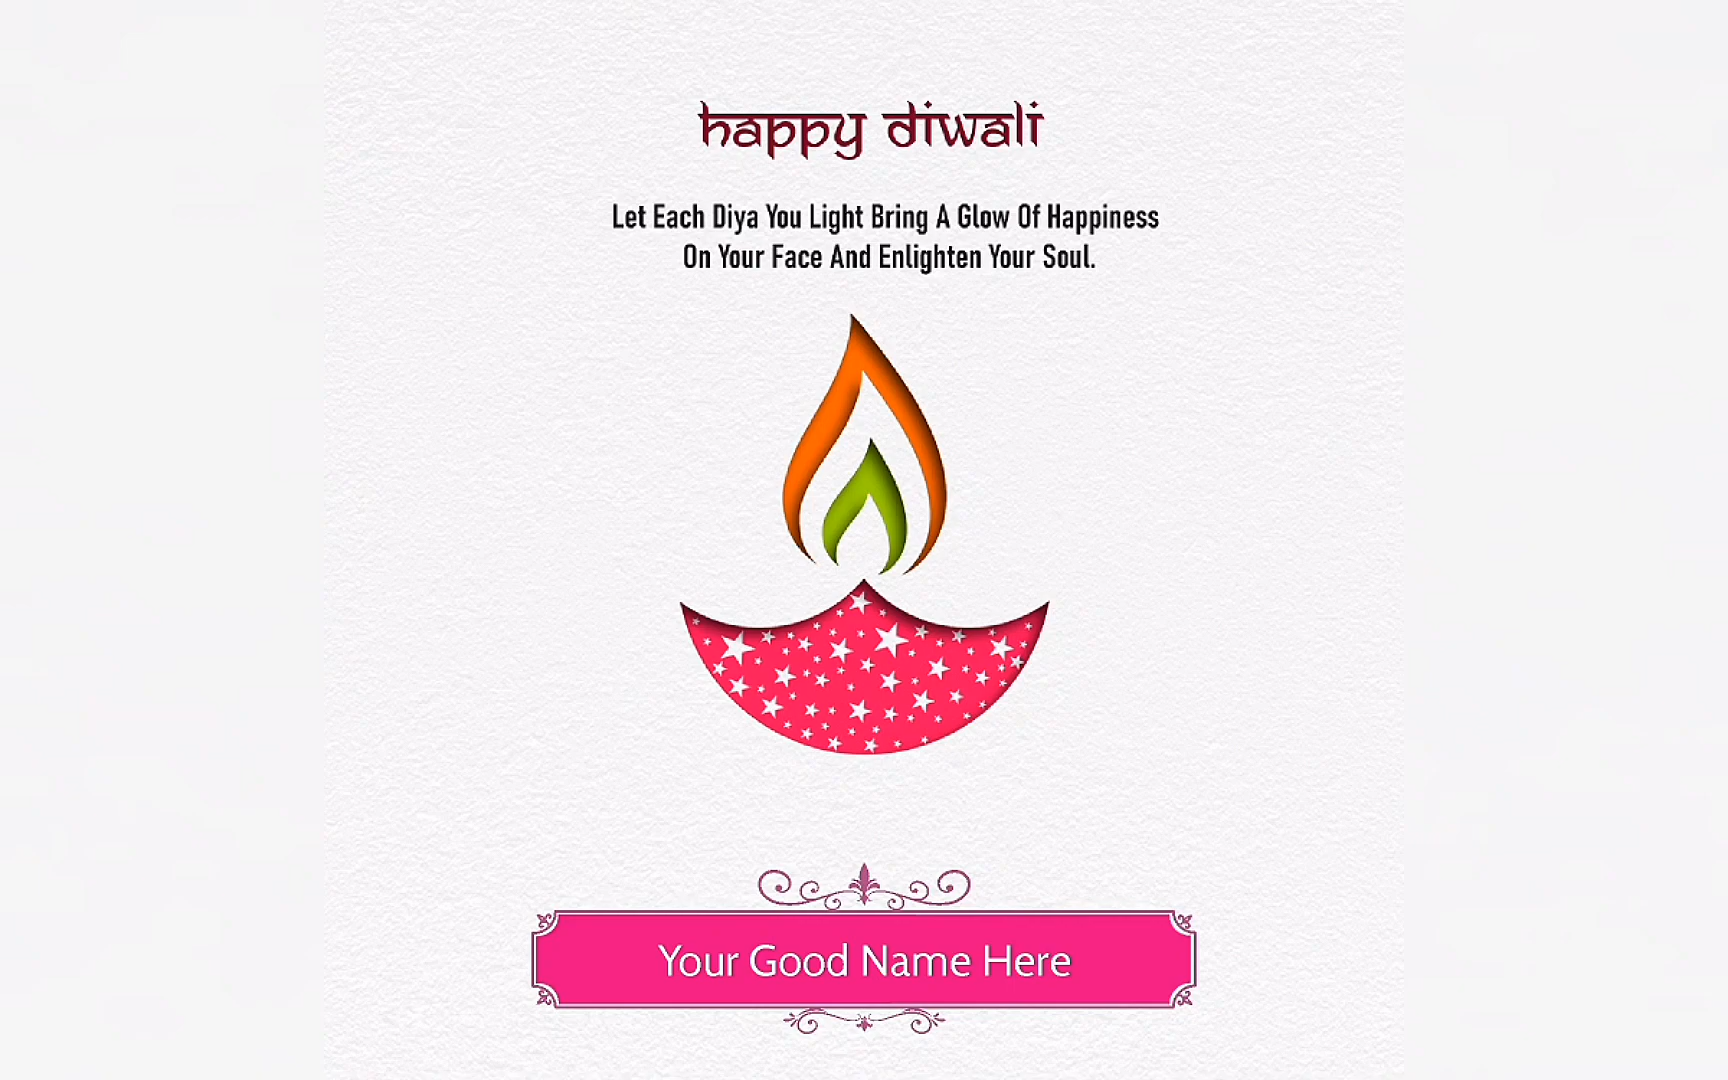 happy diwali
Let Each Diya You Light Bring A Glow Of Happiness
On Your Face And Enlighten Your Soul.
Your Good Name Here